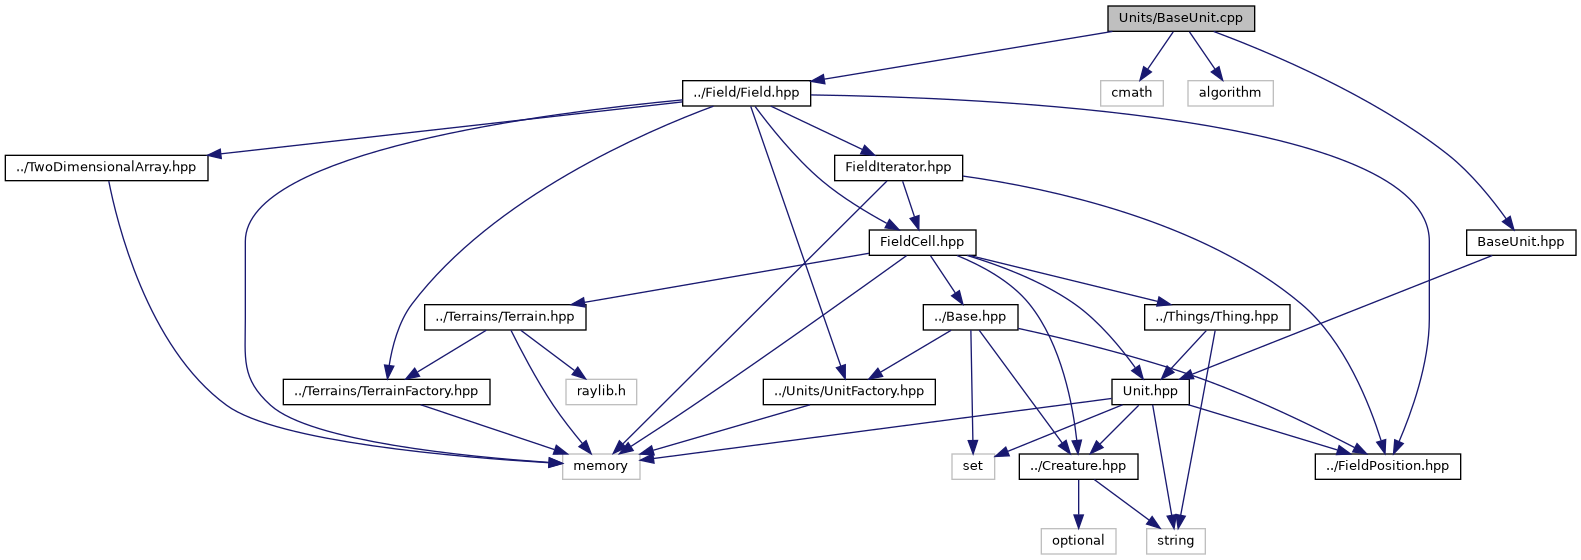 Units/BaseUnit.cpp
../Field/Field.hpp
cmath
algorithm
../TwoDimensionalArray.hpp
FieldIterator.hpp
FieldCell.hpp
BaseUnit.hpp
../Terrains/Terrain.hpp
../Base.hpp
../Things/Thing.hpp
../Terrains/TerrainFactory.hpp
raylib.h
../Units/UnitFactory.hpp
Unit.hpp
memory
set
../Creature.hpp
../FieldPosition.hpp
optional
string